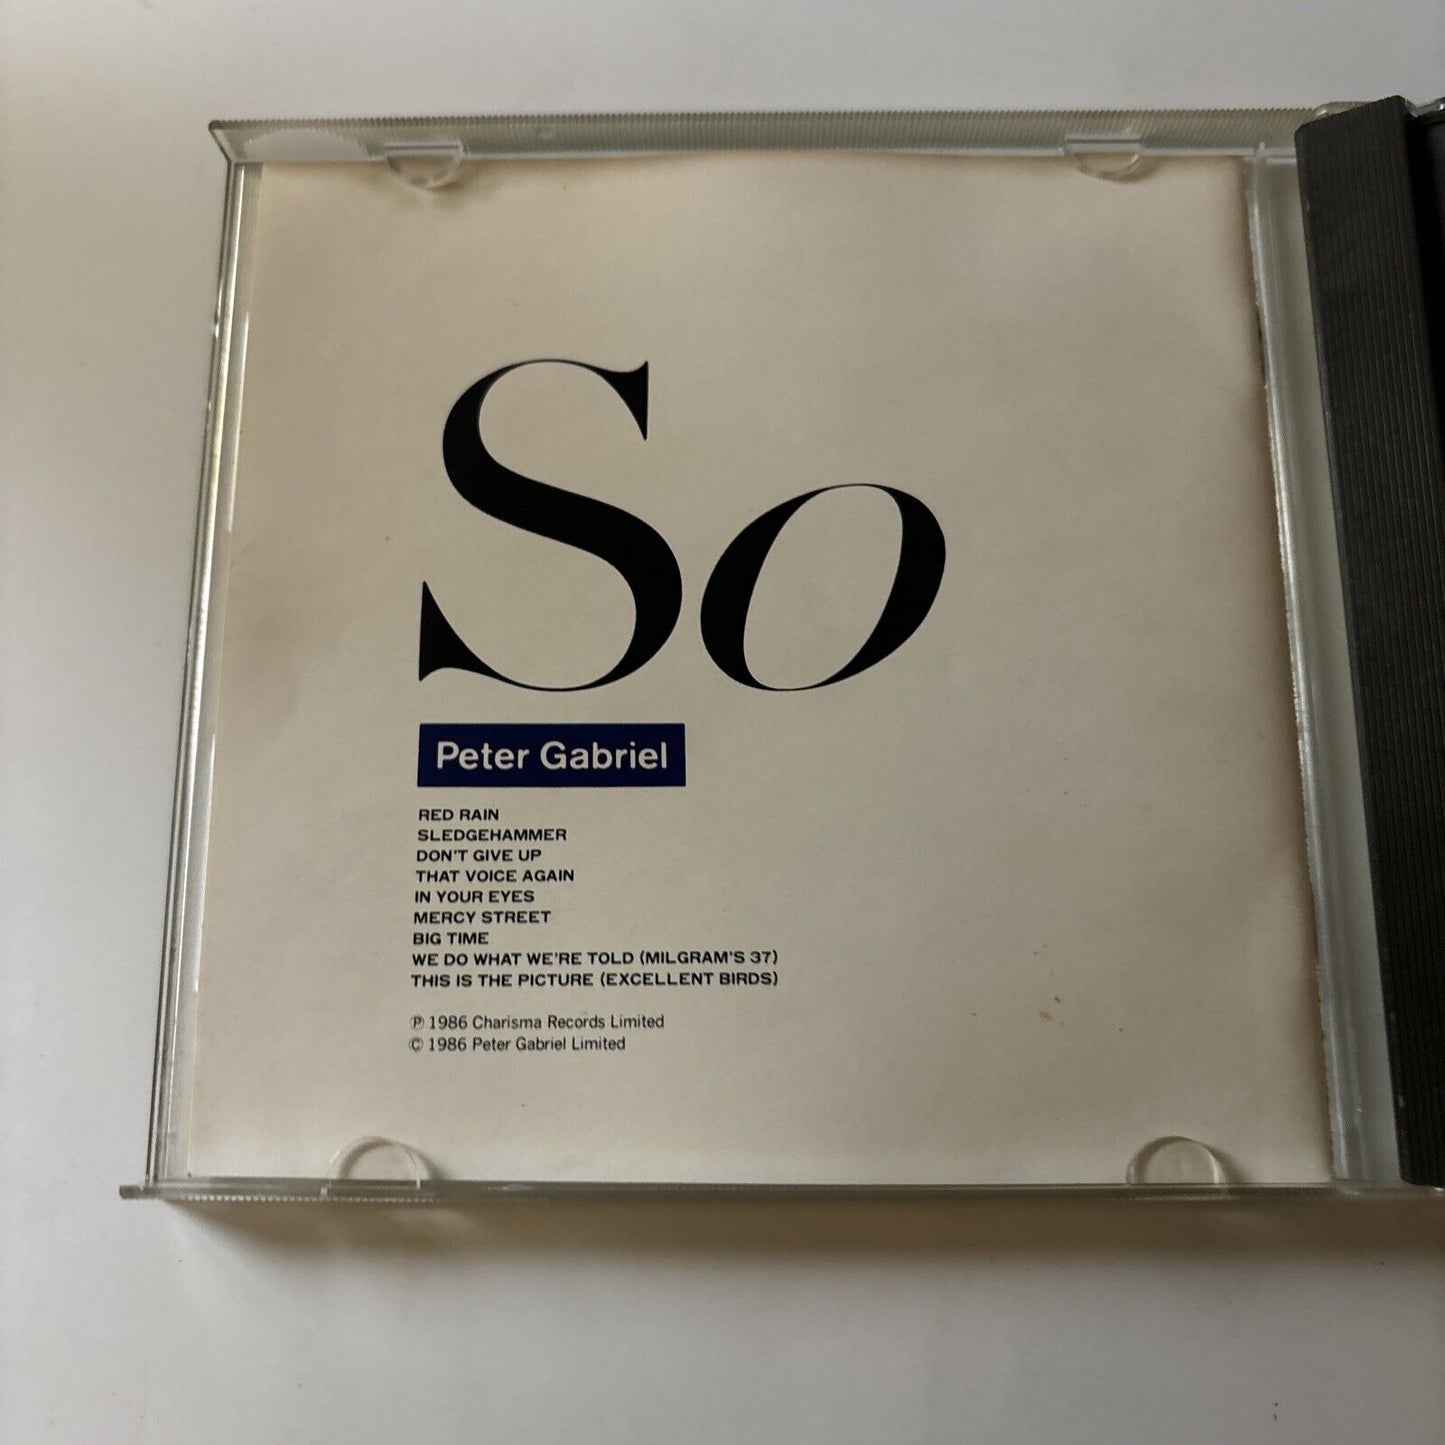 So
Peter Gabriel
RED RAIN
SLEDGEHAMMER
DON'T GIVE UP
THAT VOICE AGAIN
IN YOUR EYES
MERCY STREET
BIG TIME
WE DO WHAT WE'RE TOLD (MILGRAM'S 37)
THIS IS THE PICTURE (EXCELLENT BIRDS)
℗ 1986 Charisma Records Limited
© 1986 Peter Gabriel Limited